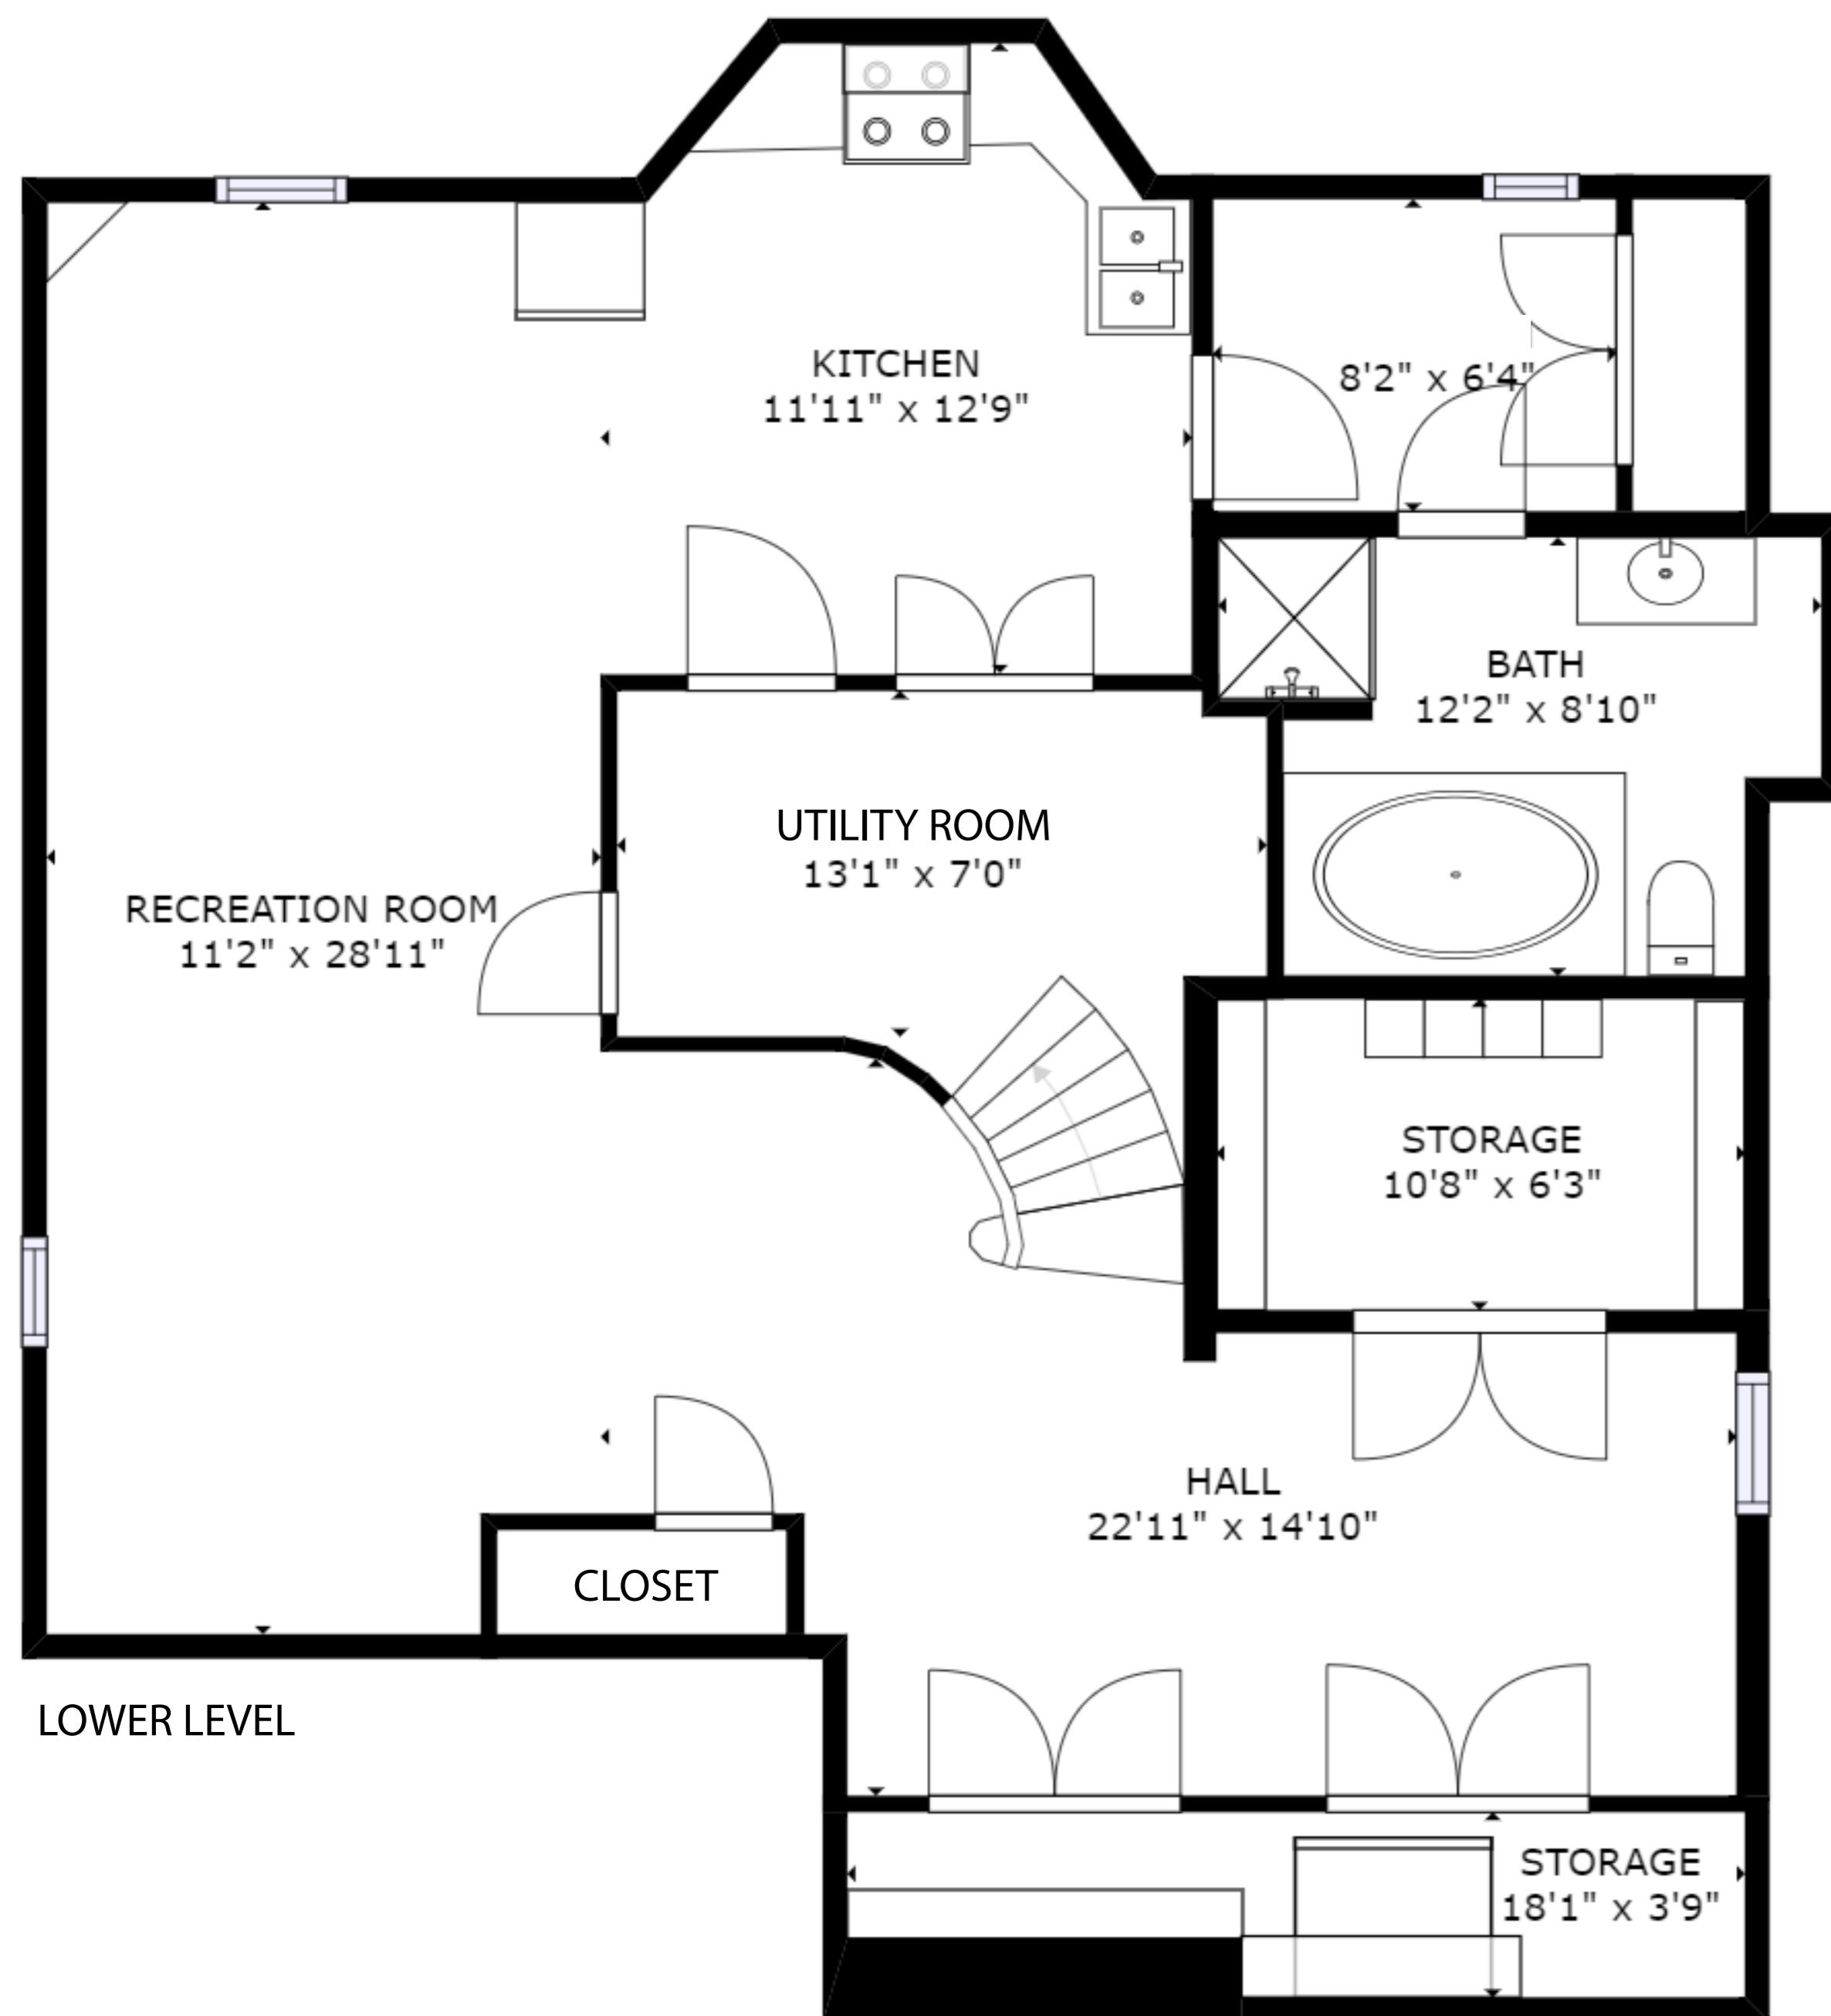 KITCHEN
11'11" x 12'9"
8'2" x 6'4"
BATH
12'2" x 8'10"
UTILITY ROOM
13'1" x 7'0"
RECREATION ROOM
11'2" x 28'11"
STORAGE
10'8" x 6'3"
HALL
22'11" x 14'10"
CLOSET
LOWER LEVEL
STORAGE
18'1" x 3'9"